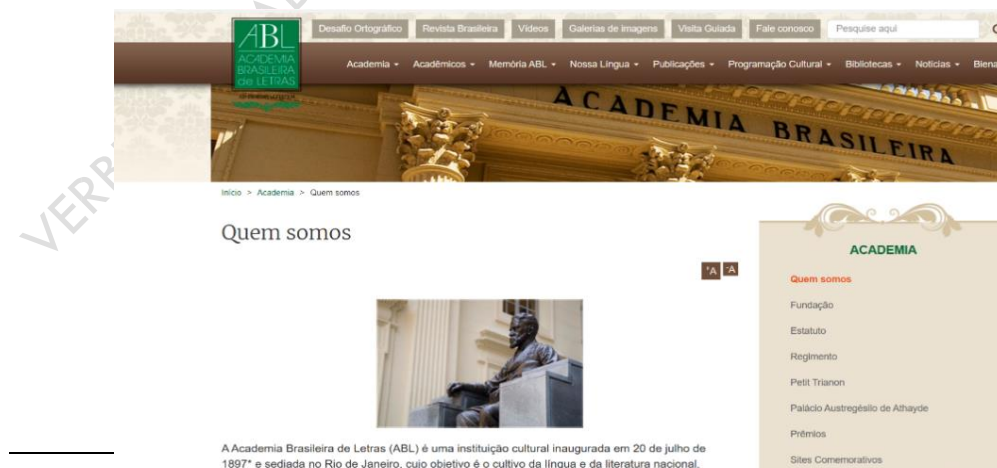 Desafio Ortográfico Revista Brasileira Vídeos Galerias de imagens Visita Guiada Fale conosco Pesquise aqui
ABL
ACADEMIA
BRASILEIRA
de LETRAS
Academia Acadêmicos Memória ABL Nossa Língua Publicações Programação Cultural Bibliotecas Notícias
ACADEMIA BRASILEIRA
Início > Academia > Quem somos
Quem somos
+A -A
A Academia Brasileira de Letras (ABL) é uma instituição cultural inaugurada em 20 de julho de
1897* e sediada no Rio de Janeiro, cujo objetivo é o cultivo da língua e da literatura nacional.
ACADEMIA
Quem somos
Fundação
Estatuto
Regimento
Petit Trianon
Palácio Austregésilo de Athayde
Prêmios
Sites Comemorativos